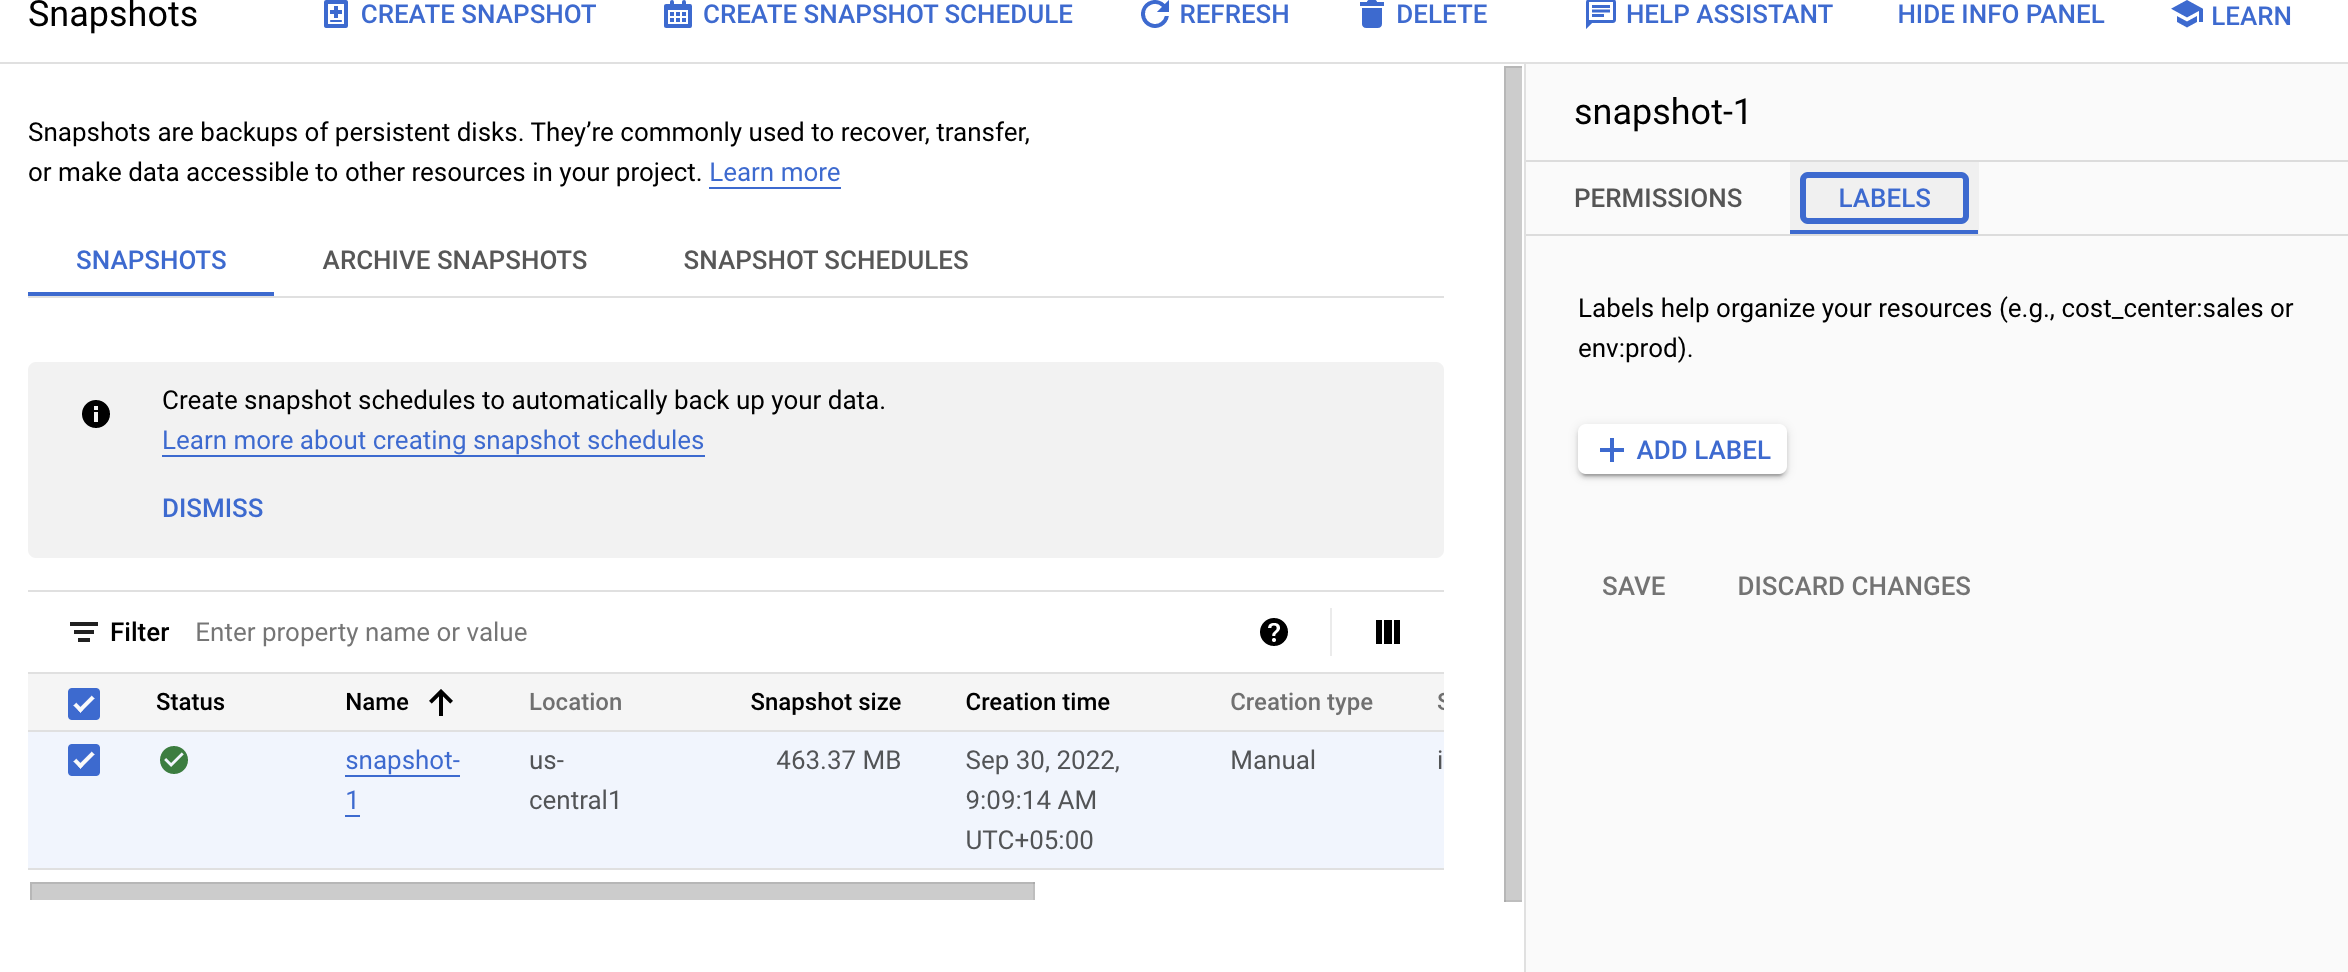 Snapshots
CREATE SNAPSHOT
CREATE SNAPSHOT SCHEDULE
REFRESH
DELETE
HELP ASSISTANT
HIDE INFO PANEL
LEARN
Snapshots are backups of persistent disks. They’re commonly used to recover, transfer,
or make data accessible to other resources in your project. Learn more
SNAPSHOTS
ARCHIVE SNAPSHOTS
SNAPSHOT SCHEDULES
Create snapshot schedules to automatically back up your data.
Learn more about creating snapshot schedules
DISMISS
Filter Enter property name or value
Status Name Location Snapshot size Creation time Creation type
snapshot- us- 463.37 MB Sep 30, 2022, Manual
1 central1 9:09:14 AM
UTC+05:00
snapshot-1
PERMISSIONS
LABELS
Labels help organize your resources (e.g., cost_center:sales or
env:prod).
+ ADD LABEL
SAVE
DISCARD CHANGES